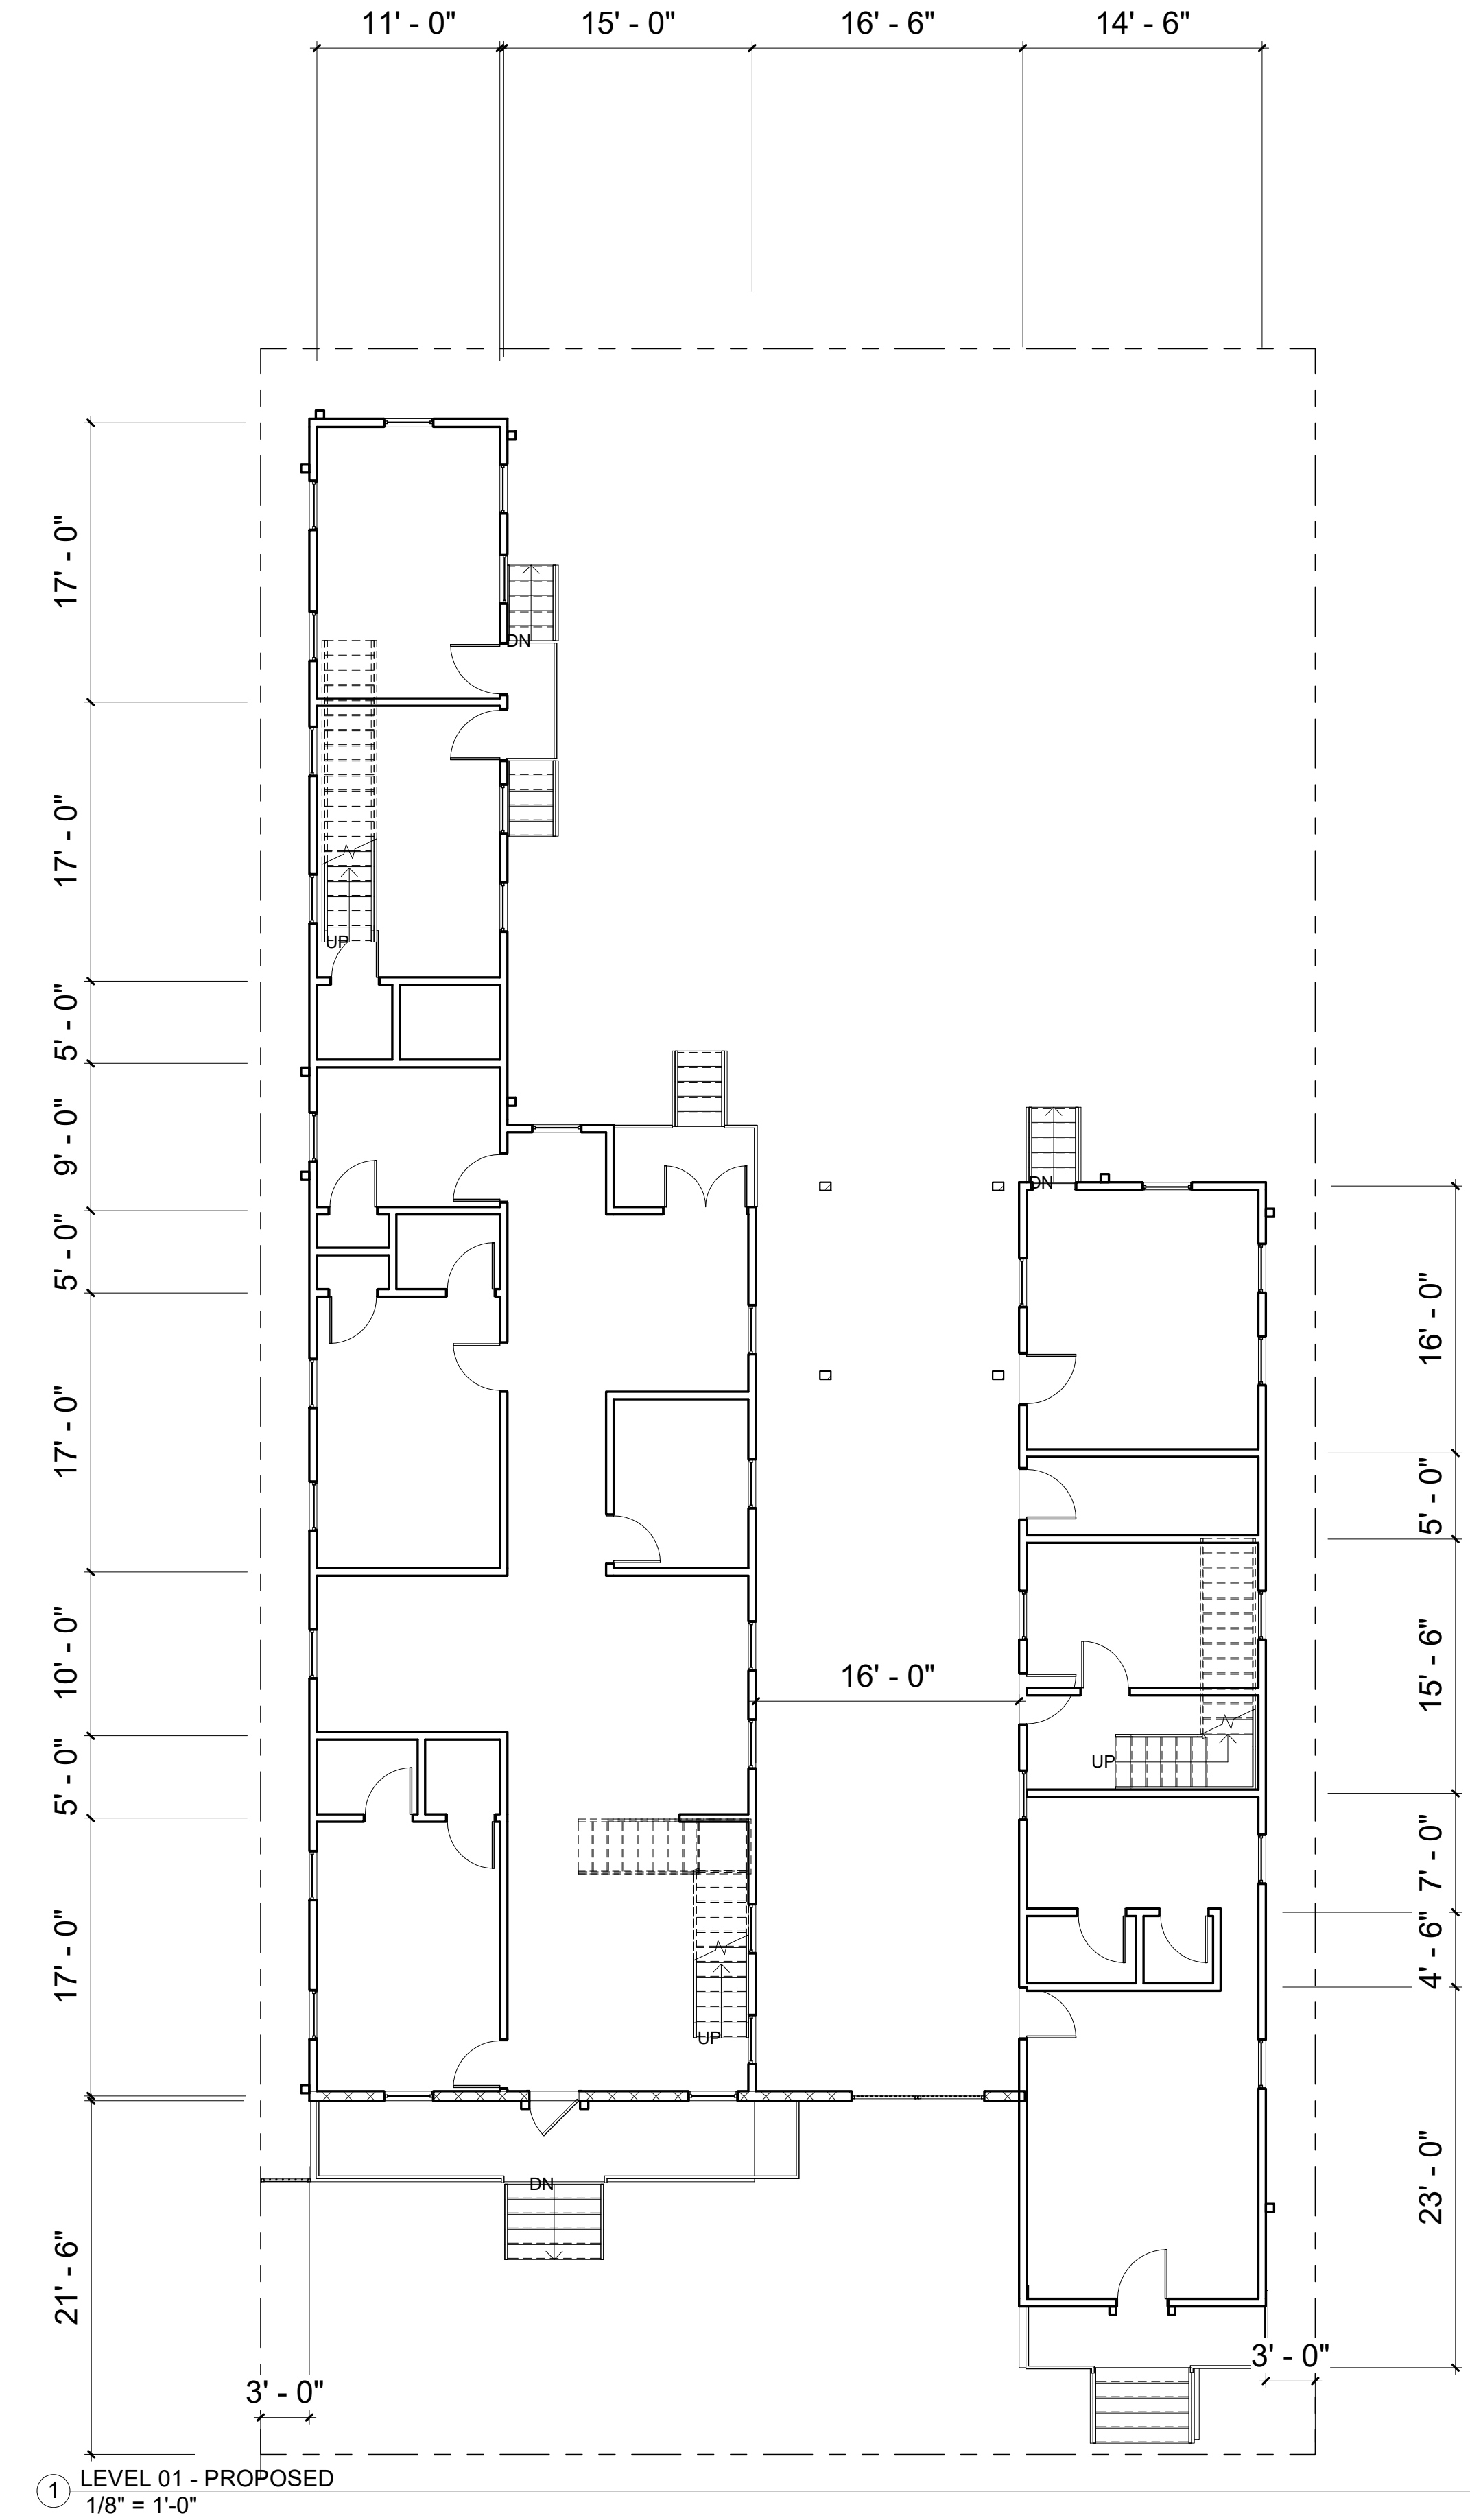 11' - 0"
15' - 0"
16' - 6"
14' - 6"
17' - 0"
DN
17' - 0"
UP
5' - 0"
9' - 0"
DN
5' - 0"
16' - 0"
17' - 0"
5' - 0"
10' - 0"
16' - 0"
15' - 6"
UP
5' - 0"
7' - 0"
17' - 0"
4' - 6"
UP
23' - 0"
DN
21' - 6"
3' - 0"
3' - 0"
1 LEVEL 01 - PROPOSED
1/8" = 1'-0"